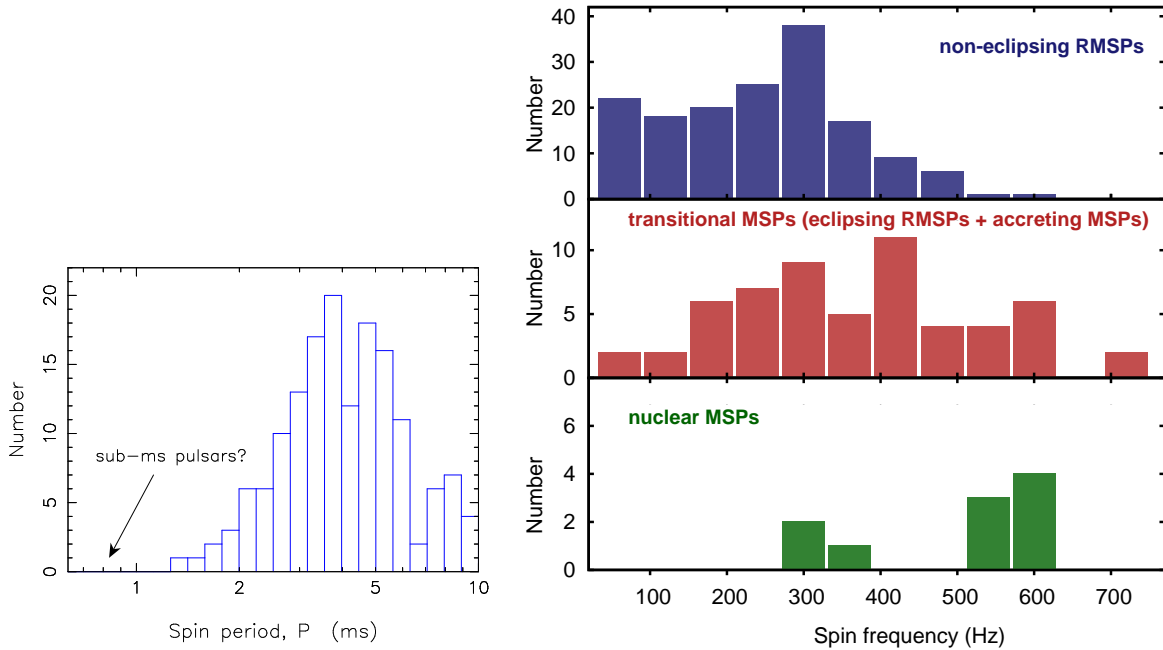 20
15
10
5
0
Number
sub-ms pulsars?
1
2
5
10
Spin period, P (ms)
40
30
20
10
0
Number
non-eclipsing RMSPs
10
5
0
Number
transitional MSPs (eclipsing RMSPs + accreting MSPs)
6
4
2
0
Number
nuclear MSPs
100 200 300 400 500 600 700
Spin frequency (Hz)